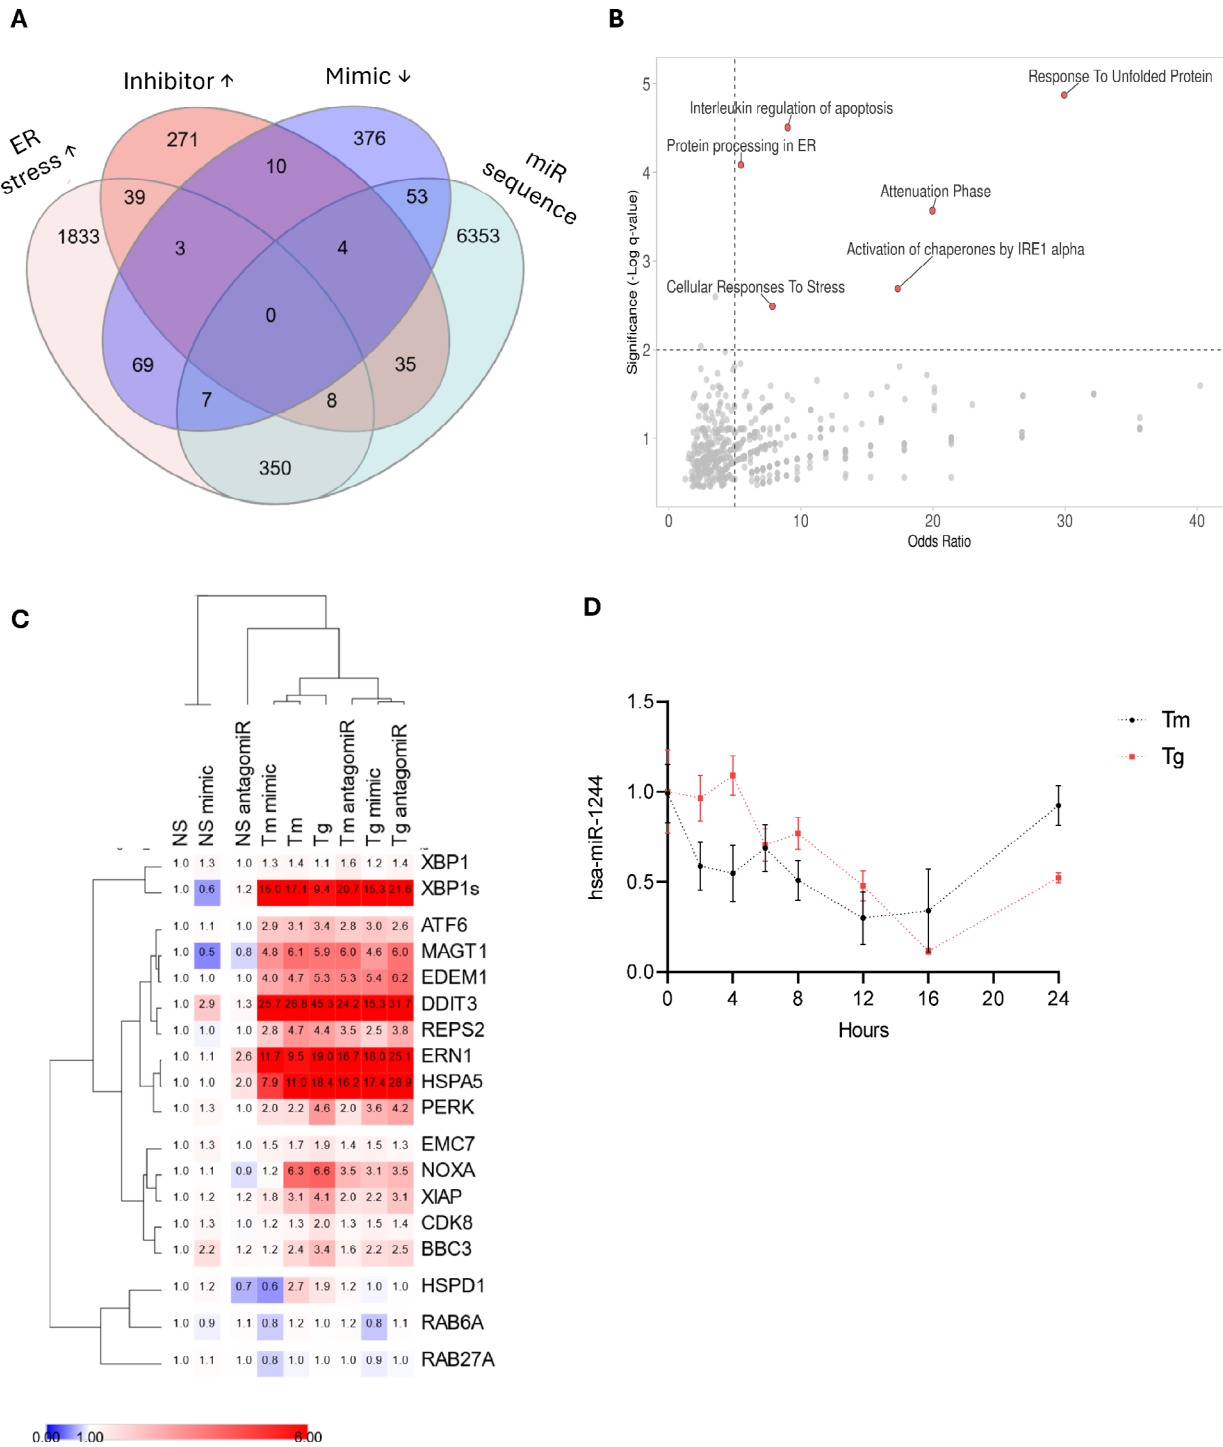 A
Inhibitor ↑
Mimic ↓
ER
stress ↑
miR
sequence
271
376
10
39
53
1833
3
4
6353
0
69
35
7
8
350
B
Significance (-Log q-value)
5
4
3
2
1
Response To Unfolded Protein
Interleukin regulation of apoptosis
Protein processing in ER
Attenuation Phase
Activation of chaperones by IRE1 alpha
Cellular Responses To Stress
0 10 20 30 40
Odds Ratio
C
NS
NS mimic
NS antagomiR
Tm mimic
Tm
Tg
Tm antagomiR
Tg mimic
Tg antagomiR
1.0 1.3 1.0 1.3 1.4 1.1 1.6 1.2 1.4 XBP1
1.0 0.6 1.2 15.0 17.1 9.4 20.7 15.3 21.6 XBP1s
1.0 1.1 1.0 2.9 3.1 3.4 2.8 3.0 2.6 ATF6
1.0 0.5 0.8 4.8 6.1 5.9 6.0 4.6 6.0 MAGT1
1.0 1.0 1.0 4.0 4.7 5.3 5.3 5.4 6.2 EDEM1
1.0 2.9 1.3 25.7 28.8 45.3 24.2 15.3 31.7 DDIT3
1.0 1.0 1.0 2.8 4.7 4.4 3.5 2.5 3.8 REPS2
1.0 1.1 2.6 11.7 9.5 19.0 16.7 18.0 25.1 ERN1
1.0 1.0 2.0 7.9 11.0 18.4 16.2 17.4 28.9 HSPA5
1.0 1.3 1.0 2.0 2.2 4.6 2.0 3.6 4.2 PERK
1.0 1.3 1.0 1.5 1.7 1.9 1.4 1.5 1.3 EMC7
1.0 1.1 0.9 1.2 6.3 6.6 3.5 3.1 3.5 NOXA
1.0 1.2 1.2 1.8 3.1 4.1 2.0 2.2 3.1 XIAP
1.0 1.3 1.0 1.2 1.3 2.0 1.3 1.5 1.4 CDK8
1.0 2.2 1.2 1.2 2.4 3.4 1.6 2.2 2.5 BBC3
1.0 1.2 0.7 0.6 2.7 1.9 1.2 1.0 1.0 HSPD1
1.0 0.9 1.1 0.8 1.2 1.0 1.2 0.8 1.1 RAB6A
1.0 1.1 1.0 0.8 1.0 1.0 1.0 0.9 1.0 RAB27A
0.00 1.00 6.00
D
hsa-miR-1244
1.5
1.0
0.5
0.0
0 4 8 12 16 20 24
Hours
Tm
Tg